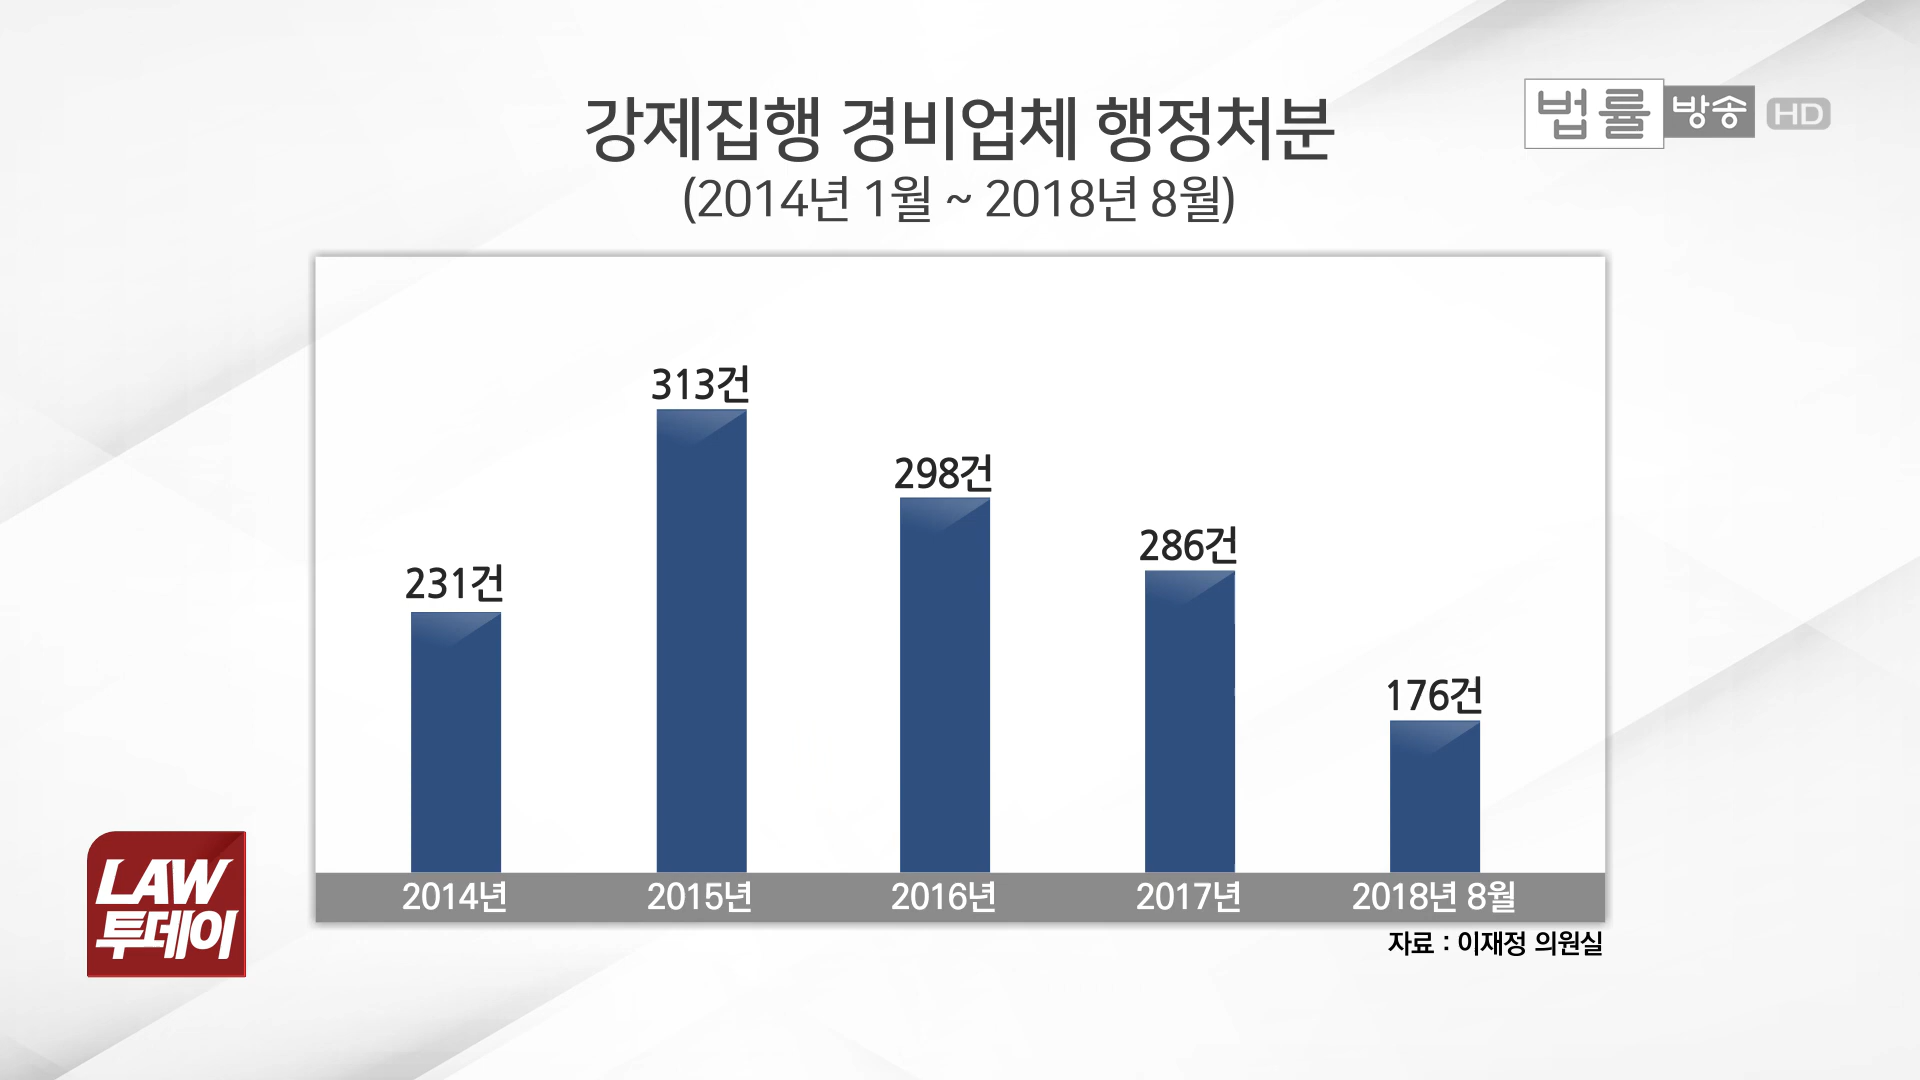 강제집행 경비업체 행정처분
(2014년 1월 ~ 2018년 8월)
법률방송 HD
231건
313건
298건
286건
176건
2014년
2015년
2016년
2017년
2018년 8월
자료 : 이재정 의원실
LAW
투데이